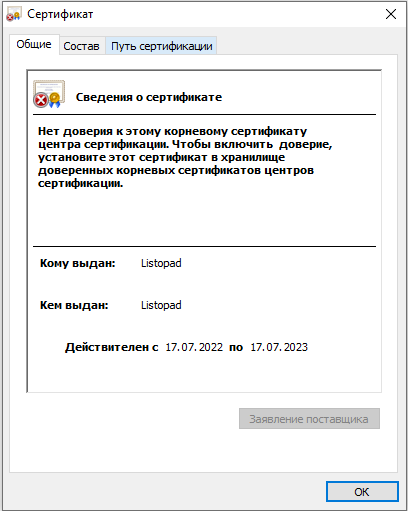 Сертификат
Общие Состав Путь сертификации
Сведения о сертификате
Нет доверия к этому корневому сертификату
центра сертификации. Чтобы включить доверие,
установите этот сертификат в хранилище
доверенных корневых сертификатов центров
сертификации.
Кому выдан: Listopad
Кем выдан: Listopad
Действителен с 17.07.2022 по 17.07.2023
Заявление поставщика
ОК